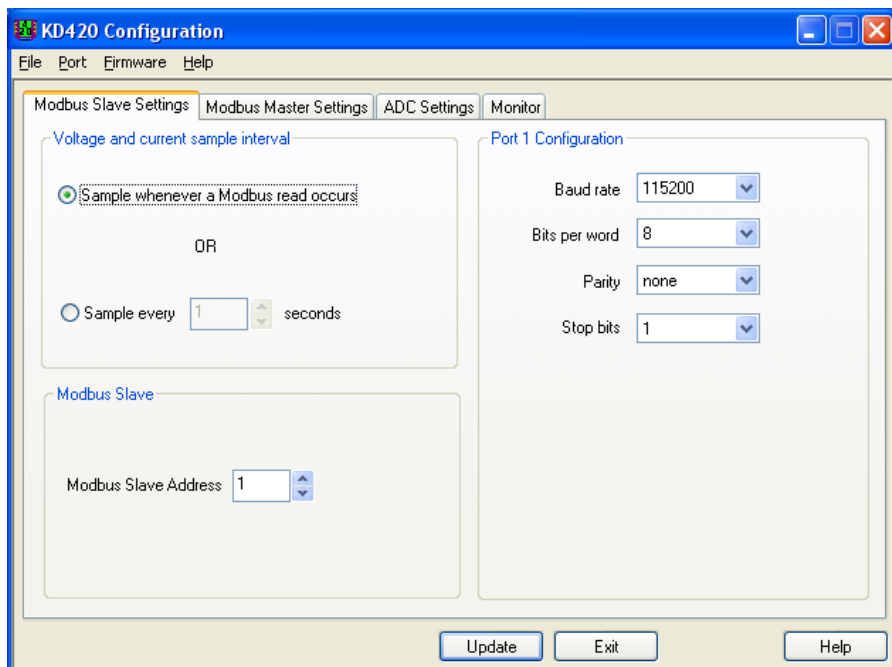 KD420 Configuration
File Port Firmware Help
Modbus Slave Settings Modbus Master Settings ADC Settings Monitor
Voltage and current sample interval
Sample whenever a Modbus read occurs
OR
Sample every 1 seconds
Modbus Slave
Modbus Slave Address 1
Port 1 Configuration
Baud rate 115200
Bits per word 8
Parity none
Stop bits 1
Update Exit Help